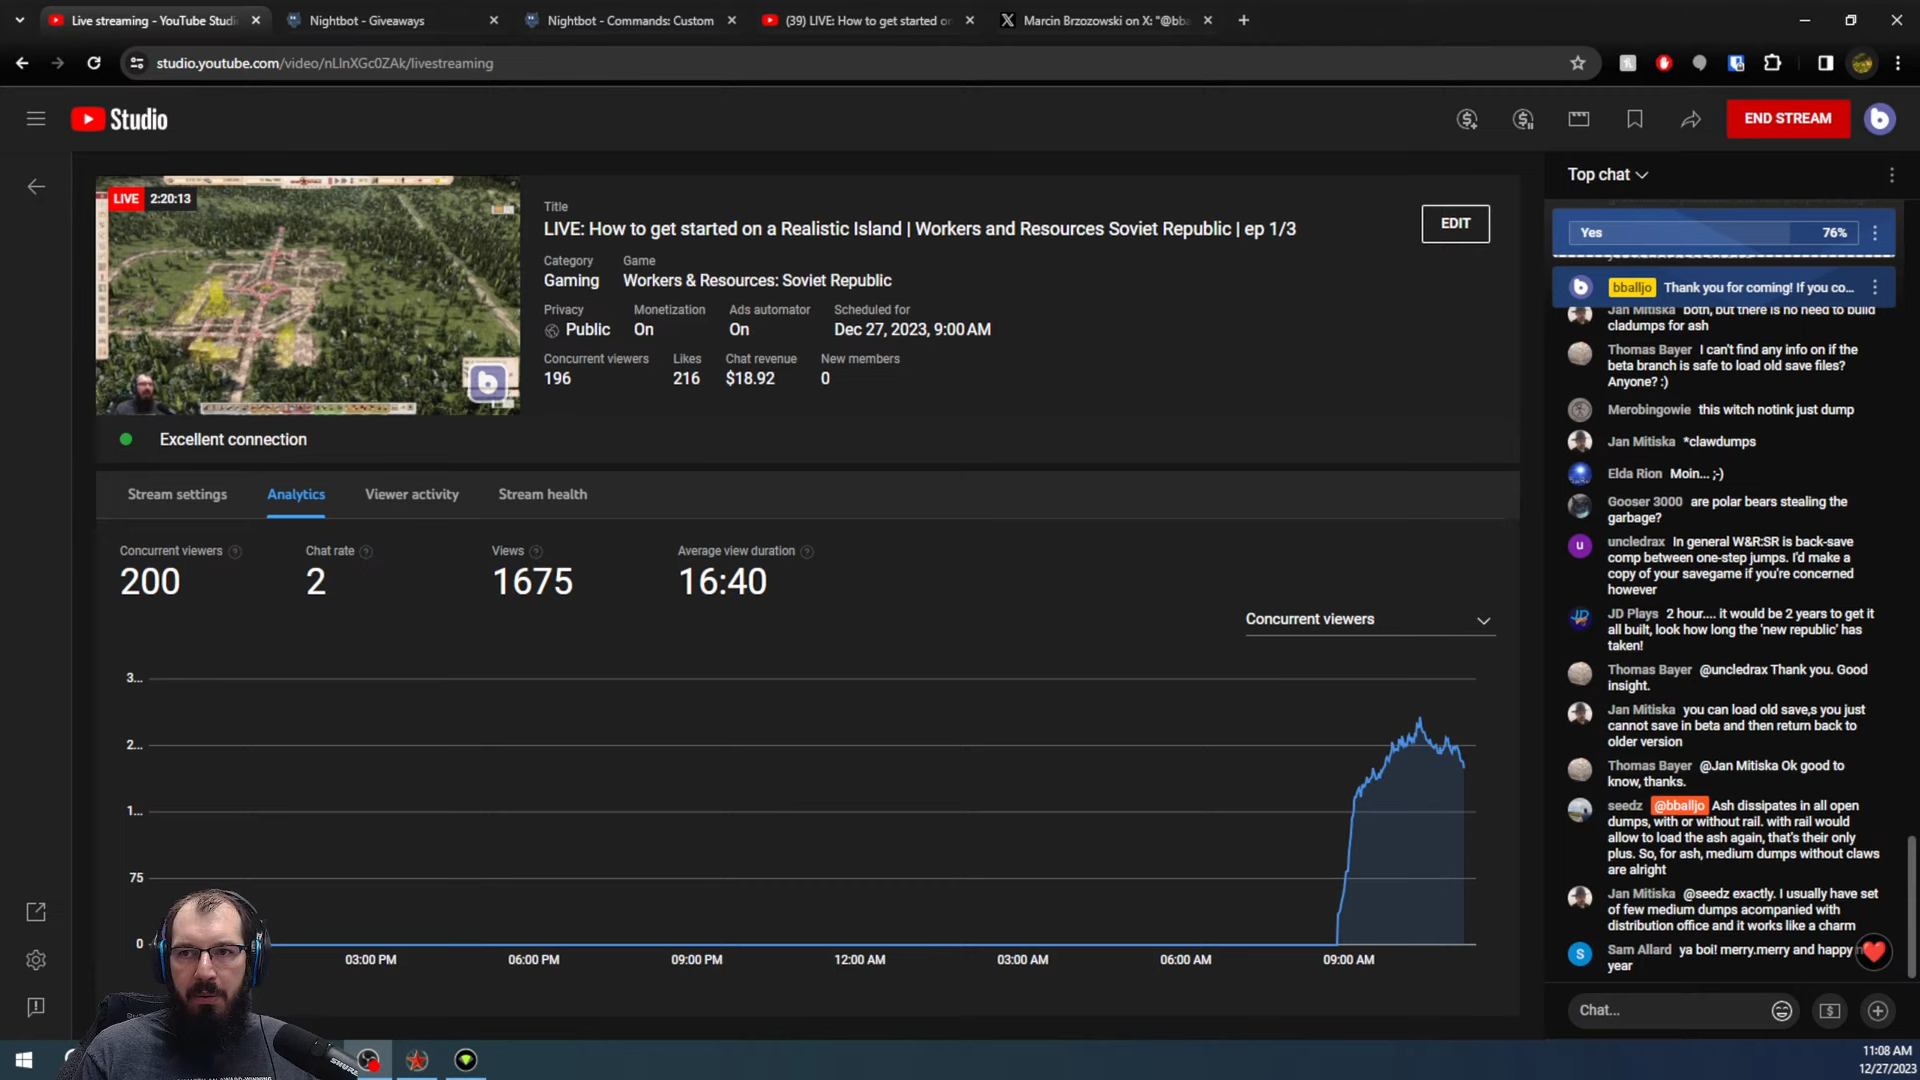 Live streaming - YouTube Studi
Nightbot - Giveaways
Nightbot - Commands: Custom
(39) LIVE: How to get started on
Marcin Brzozowski on X: "@bba
studio.youtube.com/video/nLInXGc0ZAk/livestreaming
Studio
END STREAM
LIVE 2:20:13
Title
LIVE: How to get started on a Realistic Island | Workers and Resources Soviet Republic | ep 1/3
EDIT
Category
Game
Gaming
Workers & Resources: Soviet Republic
Privacy
Monetization
Ads automator
Scheduled for
Public
On
On
Dec 27, 2023, 9:00 AM
Concurrent viewers
Likes
Chat revenue
New members
196
216
$18.92
0
Excellent connection
Stream settings
Analytics
Viewer activity
Stream health
Concurrent viewers
Chat rate
Views
Average view duration
200
2
1675
16:40
Concurrent viewers
3...
2...
1...
75
0
03:00 PM
06:00 PM
09:00 PM
12:00 AM
03:00 AM
06:00 AM
09:00 AM
Top chat
Yes 76%
bballjo Thank you for coming! If you co...
Jan Mitiska both, but there is no need to build
cladumps for ash
Thomas Bayer I can't find any info on if the
beta branch is safe to load old save files?
Anyone? :)
Merobingowie this witch notink just dump
Jan Mitiska *clawdumps
Elda Rion Moin... ;-)
Gooser 3000 are polar bears stealing the
garbage?
uncledrax In general W&R:SR is back-save
comp between one-step jumps. I'd make a
copy of your savegame if you're concerned
however
JD Plays 2 hour.... it would be 2 years to get it
all built, look how long the 'new republic' has
taken!
Thomas Bayer @uncledrax Thank you. Good
insight.
Jan Mitiska you can load old save,s you just
cannot save in beta and then return back to
older version
Thomas Bayer @Jan Mitiska Ok good to
know, thanks.
seedz @bballjo Ash dissipates in all open
dumps, with or without rail. with rail would
allow to load the ash again, that's their only
plus. So, for ash, medium dumps without claws
are alright
Jan Mitiska @seedz exactly. I usually have set
of few medium dumps acompanied with
distribution office and it works like a charm
Sam Allard ya boi! merry.merry and happy
year
Chat...
11:08 AM
12/27/2023